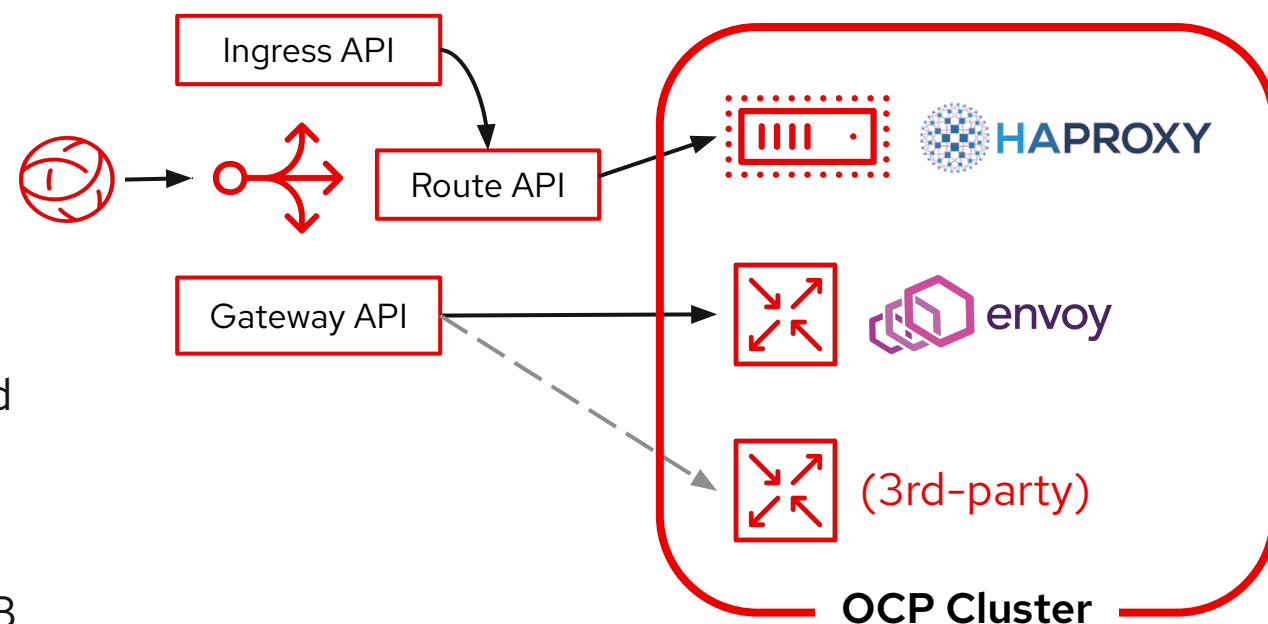 Ingress API
HAPROXY
Route API
Gateway API
envoy
d
(3rd-party)
OCP Cluster